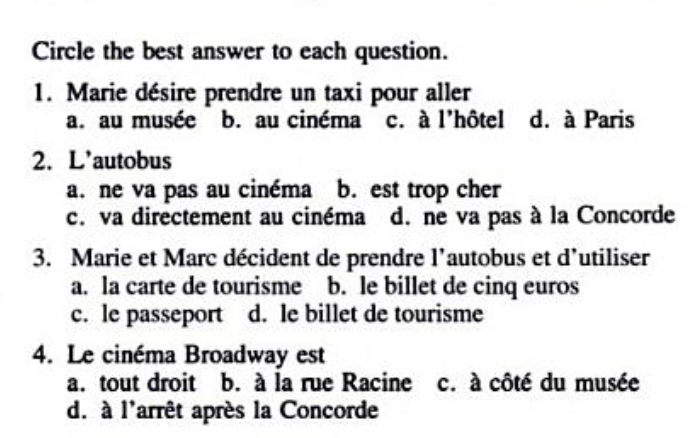 Circle the best answer to each question.
1. Marie désire prendre un taxi pour aller
a. au musée b. au cinéma c. à l'hôtel d. à Paris
2. L'autobus
a. ne va pas au cinéma b. est trop cher
c. va directement au cinéma d. ne va pas à la Concorde
3. Marie et Marc décident de prendre l'autobus et d'utiliser
a. la carte de tourisme b. le billet de cinq euros
c. le passeport d. le billet de tourisme
4. Le cinéma Broadway est
a. tout droit b. à la rue Racine c. à côté du musée
d. à l'arrêt après la Concorde